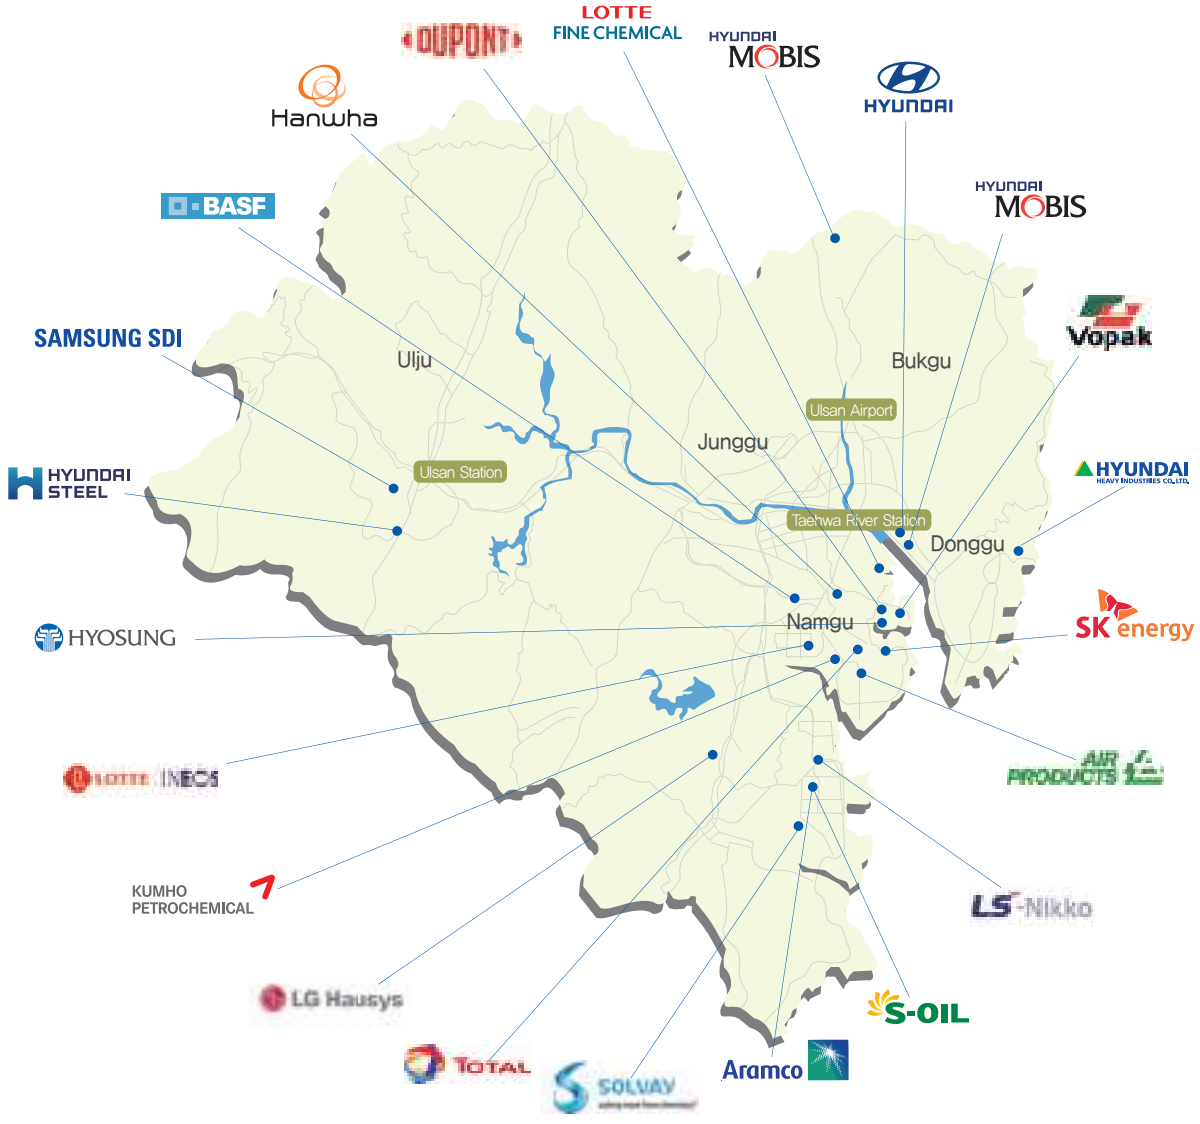 LOTTE
FINE CHEMICAL
DUPONT
HYUNDAI
MOBIS
Hanwha
HYUNDAI
BASF
HYUNDAI
MOBIS
SAMSUNG SDI
Vopak
Ulju
Bukgu
Ulsan Airport
Junggu
Ulsan Station
HYUNDAI
STEEL
HYUNDAI
HEAVY INDUSTRIES CO.,LTD.
Taehwa River Station
Donggu
HYOSUNG
Namgu
SK energy
LOTTE INEOS
AIR
PRODUCTS
KUMHO
PETROCHEMICAL
LS-Nikko
LG Hausys
S-OIL
TOTAL
SOLVAY
Aramco